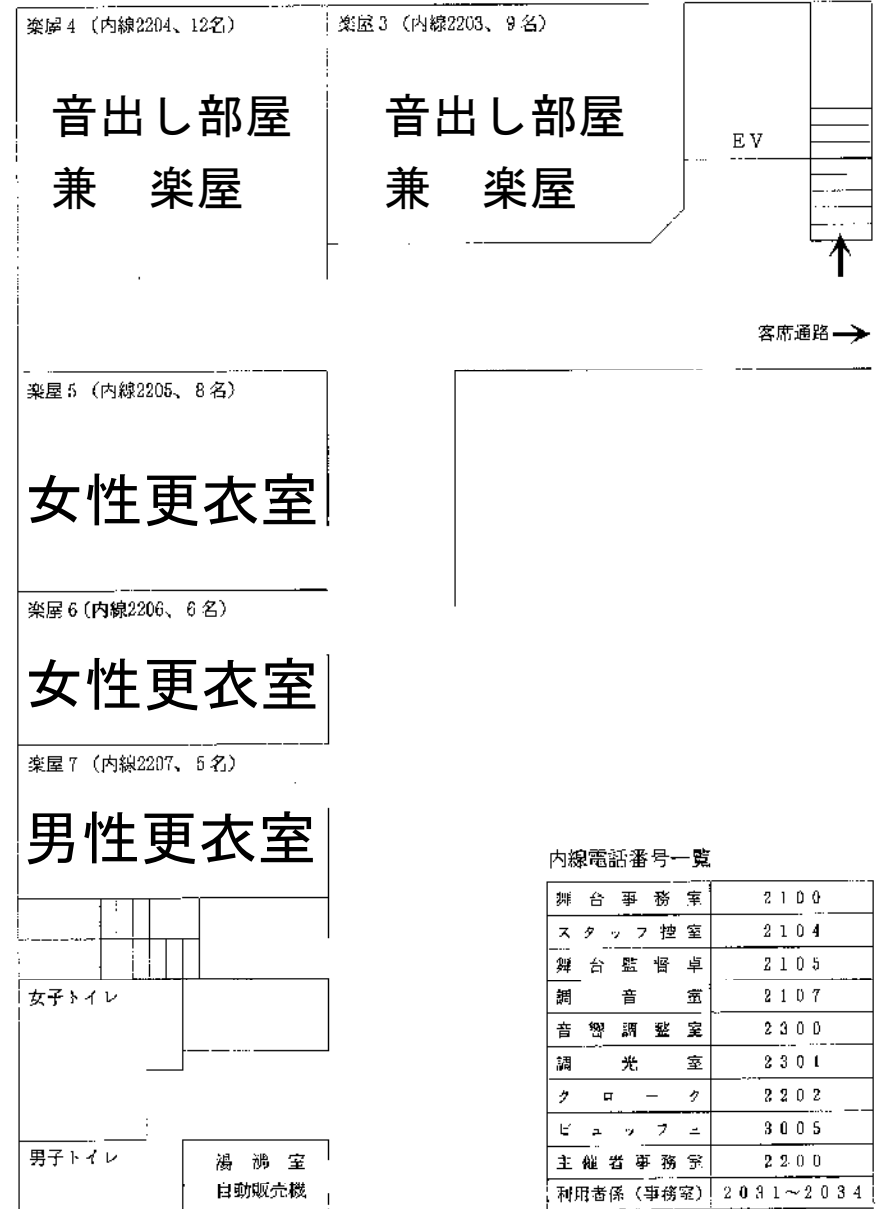 楽屋4（内線2204、12名）
音出し部屋
兼　楽屋
楽屋3（内線2203、9名）
音出し部屋
兼　楽屋
EV
客席通路
楽屋5（内線2205、8名）
女性更衣室
楽屋6（内線2206、6名）
女性更衣室
楽屋7（内線2207、5名）
男性更衣室
女子トイレ
男子トイレ
湯沸室
自動販売機
内線電話番号一覧
舞台事務室 2100
スタッフ控室 2104
舞台監督卓 2105
調音室 2107
音響調整室 2300
調光室 2301
クローク 2202
ビュッフェ 3005
主催者事務室 2200
利用者係（事務室） 2031～2034